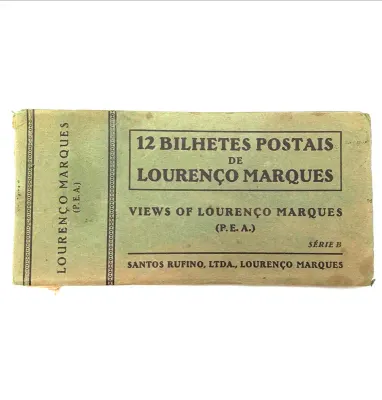 LOURENÇO MARQUES
(P.E.A.)
12 BILHETES POSTAIS
DE
LOURENÇO MARQUES
VIEWS OF LOURENÇO MARQUES
(P. E. A.)
SÉRIE B
SANTOS RUFINO, LTDA., LOURENÇO MARQUES